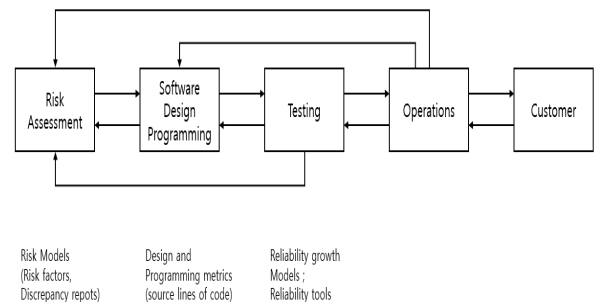 Risk
Assessment
Software
Design
Programming
Testing
Operations
Customer
Risk Models
(Risk factors,
Discrepancy repots)
Design and
Programming metrics
(source lines of code)
Reliability growth
Models ;
Reliability tools